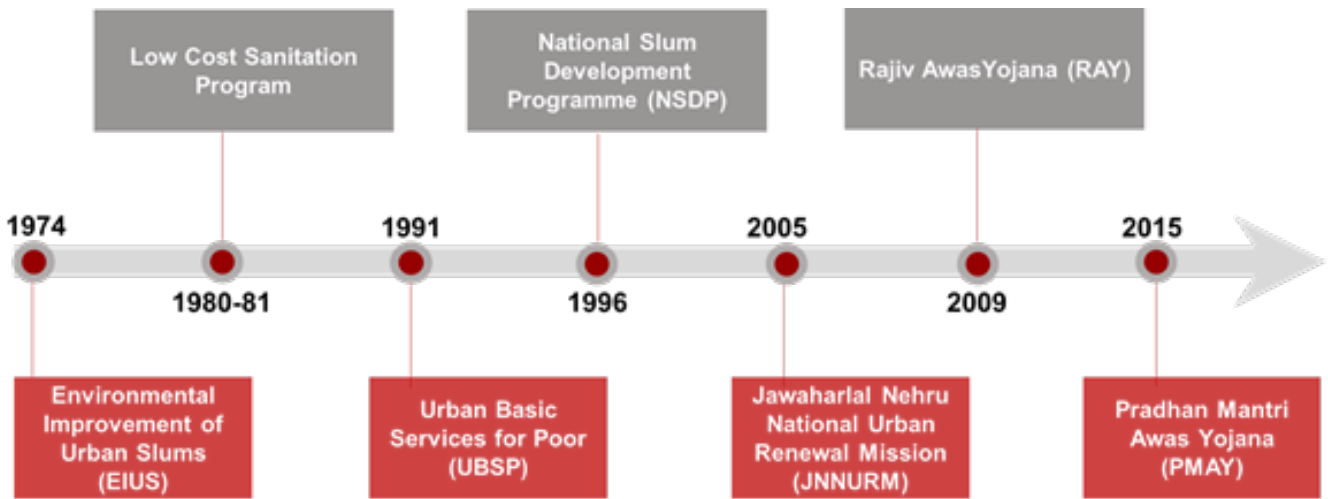 Low Cost Sanitation
Program
National Slum
Development
Programme (NSDP)
Rajiv AwasYojana (RAY)
1974
1991
2005
2015
1980-81
1996
2009
Environmental
Improvement of
Urban Slums
(EIUS)
Urban Basic
Services for Poor
(UBSP)
Jawaharlal Nehru
National Urban
Renewal Mission
(JNNURM)
Pradhan Mantri
Awas Yojana
(PMAY)